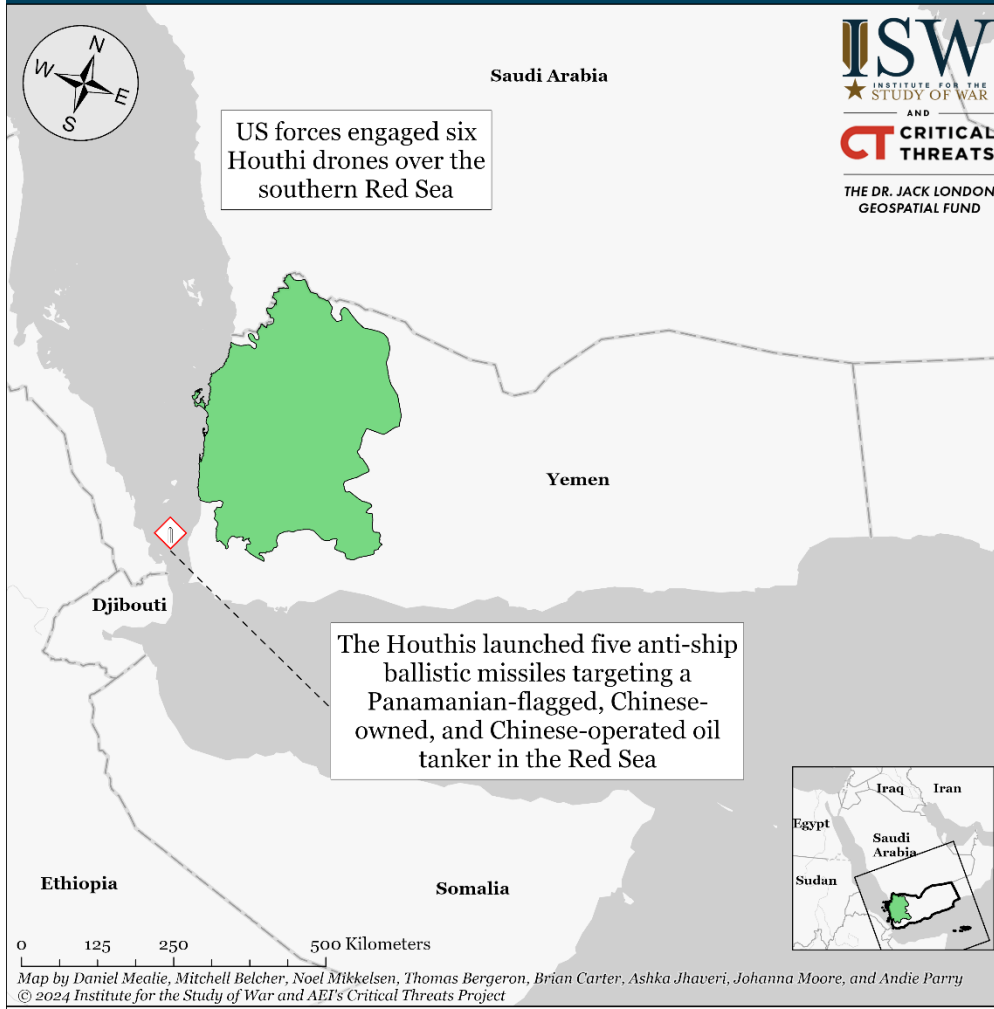 N
W
E
S
Saudi Arabia
ISW
INSTITUTE FOR THE
STUDY OF WAR
AND
CT CRITICAL
THREATS
THE DR. JACK LONDON
GEOSPATIAL FUND
US forces engaged six
Houthi drones over the
southern Red Sea
Yemen
Djibouti
The Houthis launched five anti-ship
ballistic missiles targeting a
Panamanian-flagged, Chinese-
owned, and Chinese-operated oil
tanker in the Red Sea
Ethiopia
Somalia
Iraq
Iran
Egypt
Saudi
Arabia
Sudan
0 125 250 500 Kilometers
Map by Daniel Mealie, Mitchell Belcher, Noel Mikkelsen, Thomas Bergeron, Brian Carter, Ashka Jhaveri, Johanna Moore, and Andie Parry
© 2024 Institute for the Study of War and AEI's Critical Threats Project